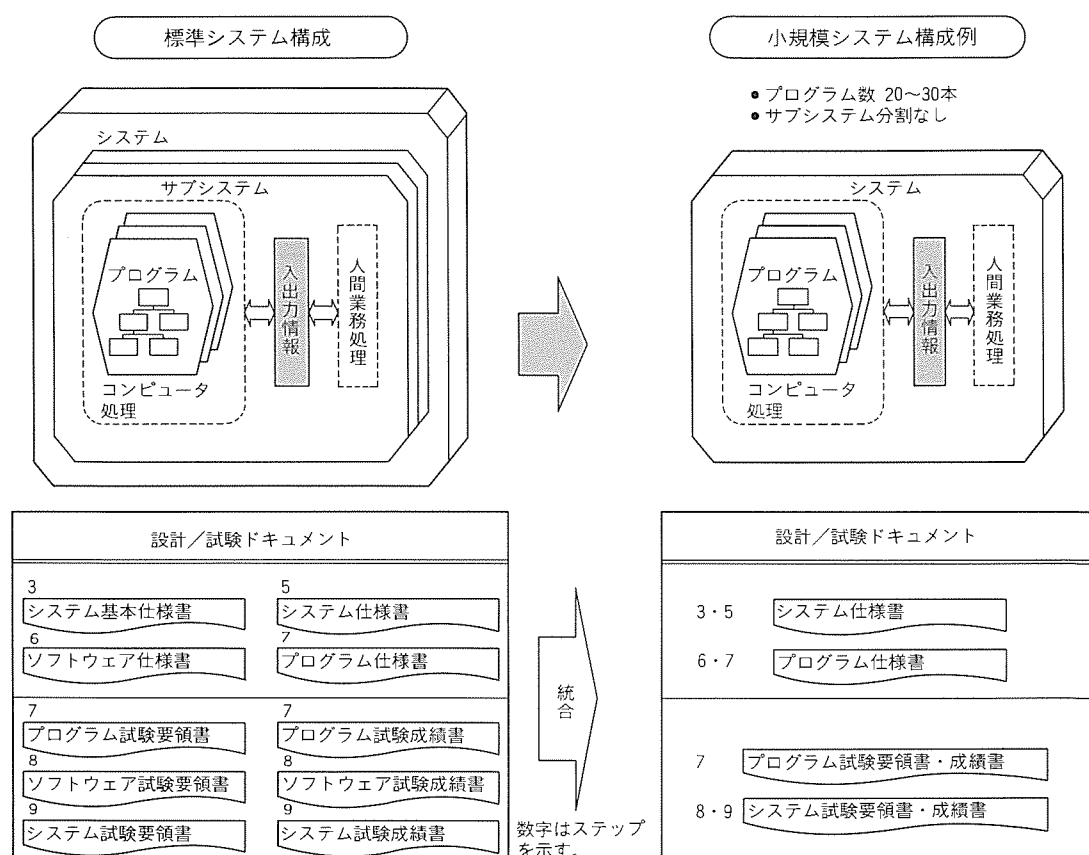 標準システム構成
システム
サブシステム
プログラム
コンピュータ
処理
入出力情報
人間業務処理
小規模システム構成例
● プログラム数 20〜30本
● サブシステム分割なし
システム
プログラム
コンピュータ
処理
入出力情報
人間業務処理
設計／試験ドキュメント
3
システム基本仕様書
5
システム仕様書
6
ソフトウェア仕様書
7
プログラム仕様書
7
プログラム試験要領書
7
プログラム試験成績書
8
ソフトウェア試験要領書
8
ソフトウェア試験成績書
9
システム試験要領書
9
システム試験成績書
統合
数字はステップ
を示す。
設計／試験ドキュメント
3・5 システム仕様書
6・7 プログラム仕様書
7 プログラム試験要領書・成績書
8・9 システム試験要領書・成績書